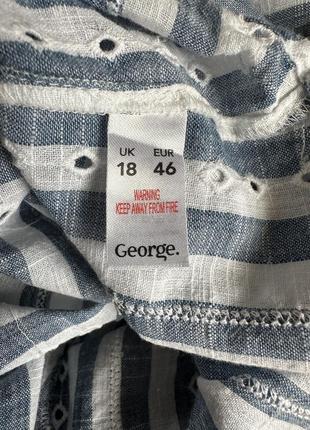 UK EUR
18 46
WARNING
KEEP AWAY FROM FIRE
George.